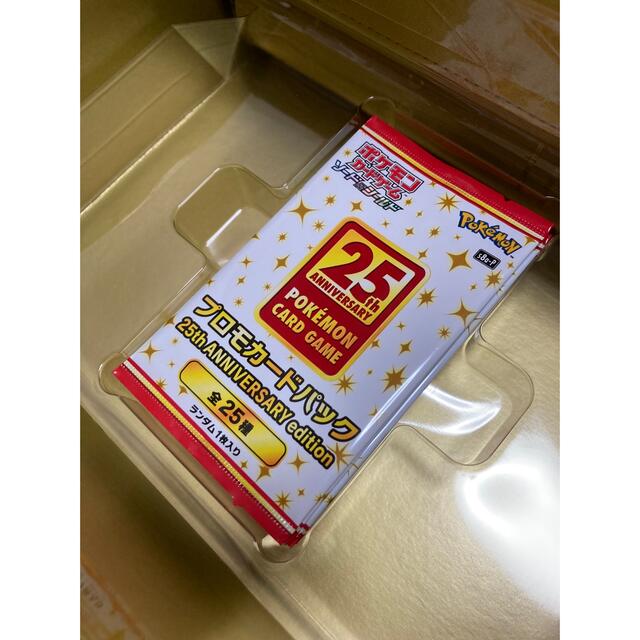 ポケモン
カードゲーム
ソード&シールド
Pokémon
s8a-P
25th
ANNIVERSARY
POKÉMON
CARD GAME
プロモカードパック
25th ANNIVERSARY edition
全25種
ランダム1枚入り